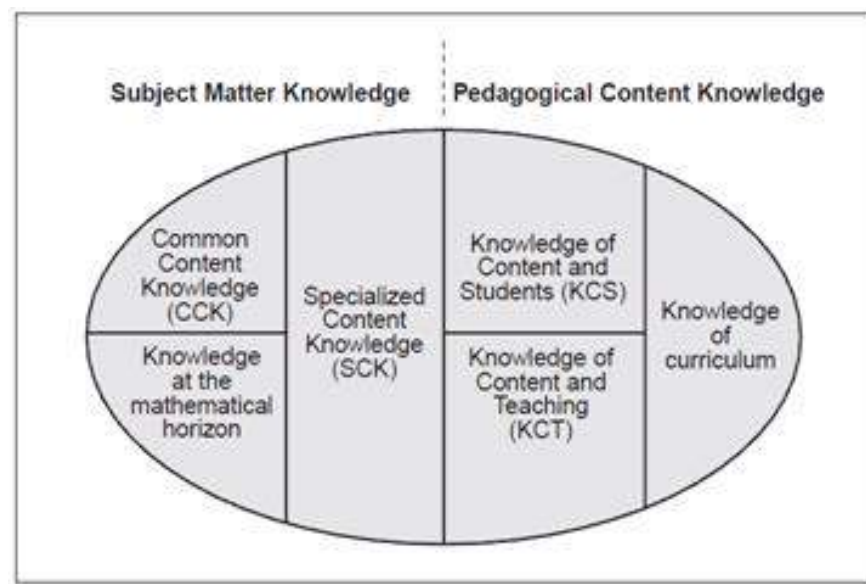 Subject Matter Knowledge
Pedagogical Content Knowledge
Common
Content
Knowledge
(CCK)
Knowledge
at the
mathematical
horizon
Specialized
Content
Knowledge
(SCK)
Knowledge of
Content and
Students (KCS)
Knowledge of
Content and
Teaching
(KCT)
Knowledge
of
curriculum